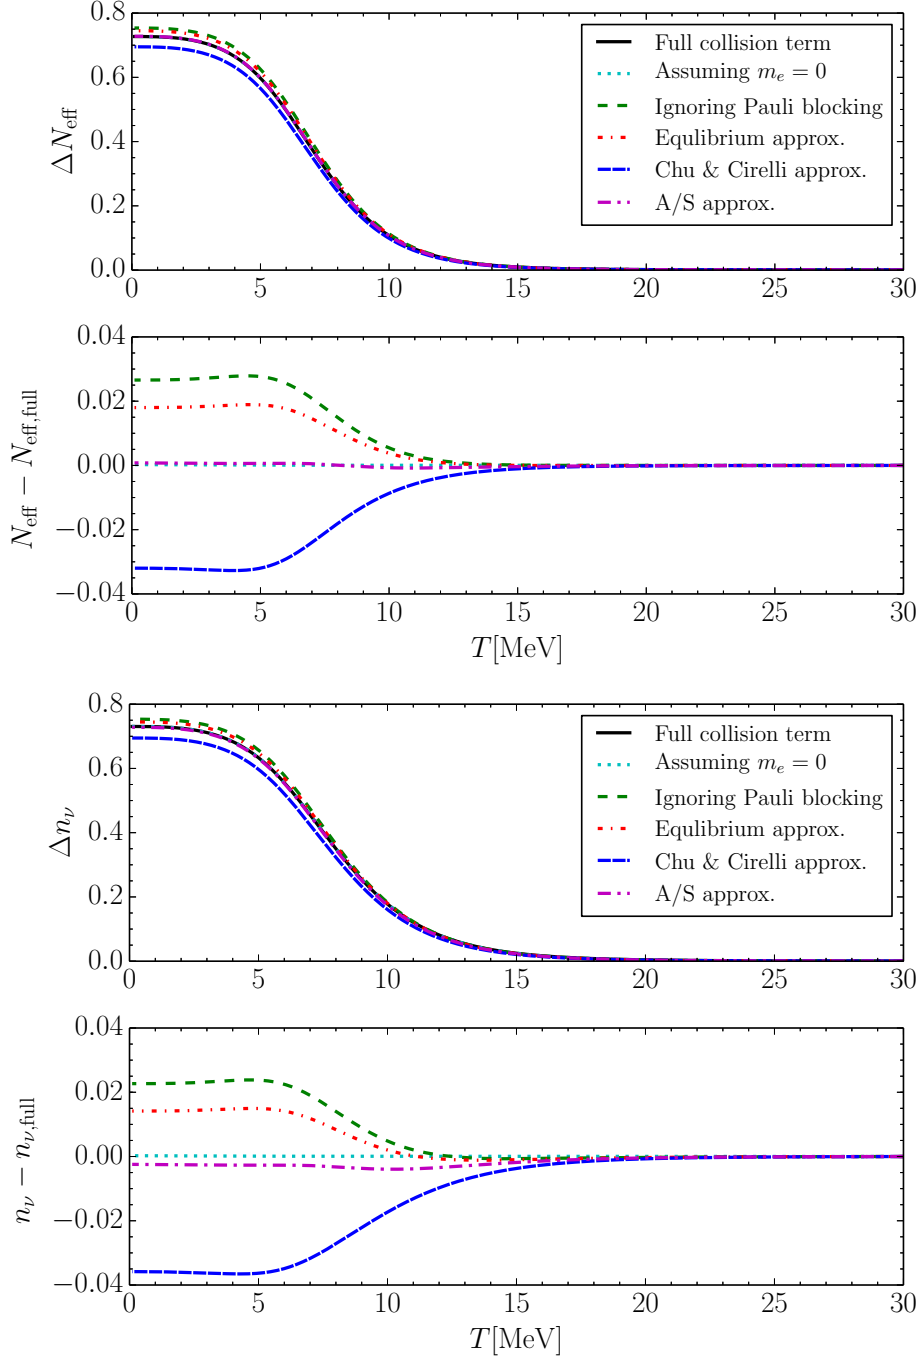 0.8
0.6
0.4
0.2
0.0
ΔN_eff
Full collision term
Assuming m_e = 0
Ignoring Pauli blocking
Equlibrium approx.
Chu & Cirelli approx.
A/S approx.
0 5 10 15 20 25 30
0.04
0.02
0.00
−0.02
−0.04
N_eff − N_eff,full
0 5 10 15 20 25 30
T[MeV]
0.8
0.6
0.4
0.2
0.0
Δn_ν
Full collision term
Assuming m_e = 0
Ignoring Pauli blocking
Equlibrium approx.
Chu & Cirelli approx.
A/S approx.
0 5 10 15 20 25 30
0.04
0.02
0.00
−0.02
−0.04
n_ν − n_ν,full
0 5 10 15 20 25 30
T[MeV]